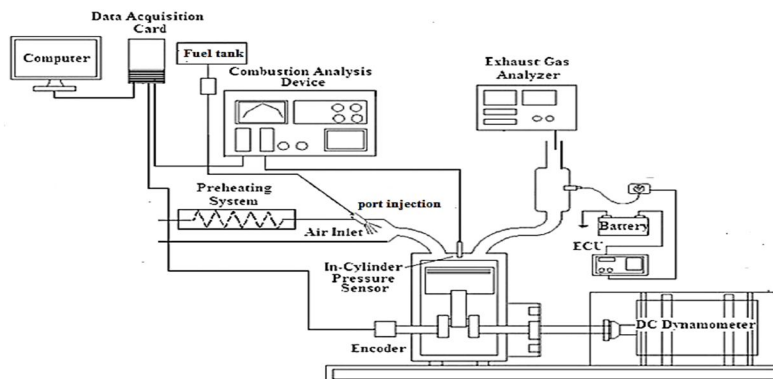 Data Acquisition
Card
Computer
Fuel tank
Combustion Analysis
Device
Exhaust Gas
Analyzer
Preheating
System
port injection
Air Inlet
Battery
ECU
In-Cylinder
Pressure
Sensor
Encoder
DC Dynamometer